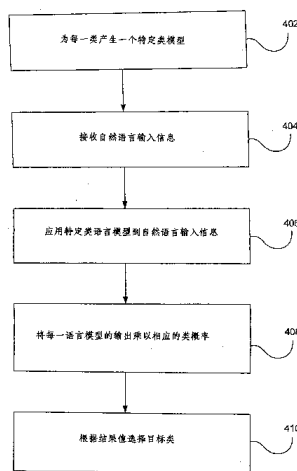 为每一类产生一个特定类模型
402
接收自然语言输入信息
404
应用特定类语言模型到自然语言输入信息
406
将每一语言模型的输出乘以相应的类概率
408
根据结果值选择目标类
410